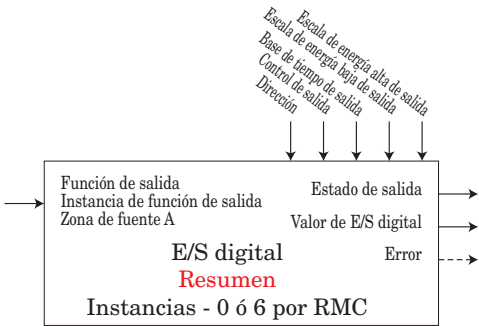 Escala de energía alta de salida
Escala de energía baja de salida
Base de tiempo de salida
Control de salida
Dirección
Función de salida
Instancia de función de salida
Zona de fuente A
Estado de salida
Valor de E/S digital
Error
E/S digital
Resumen
Instancias - 0 ó 6 por RMC